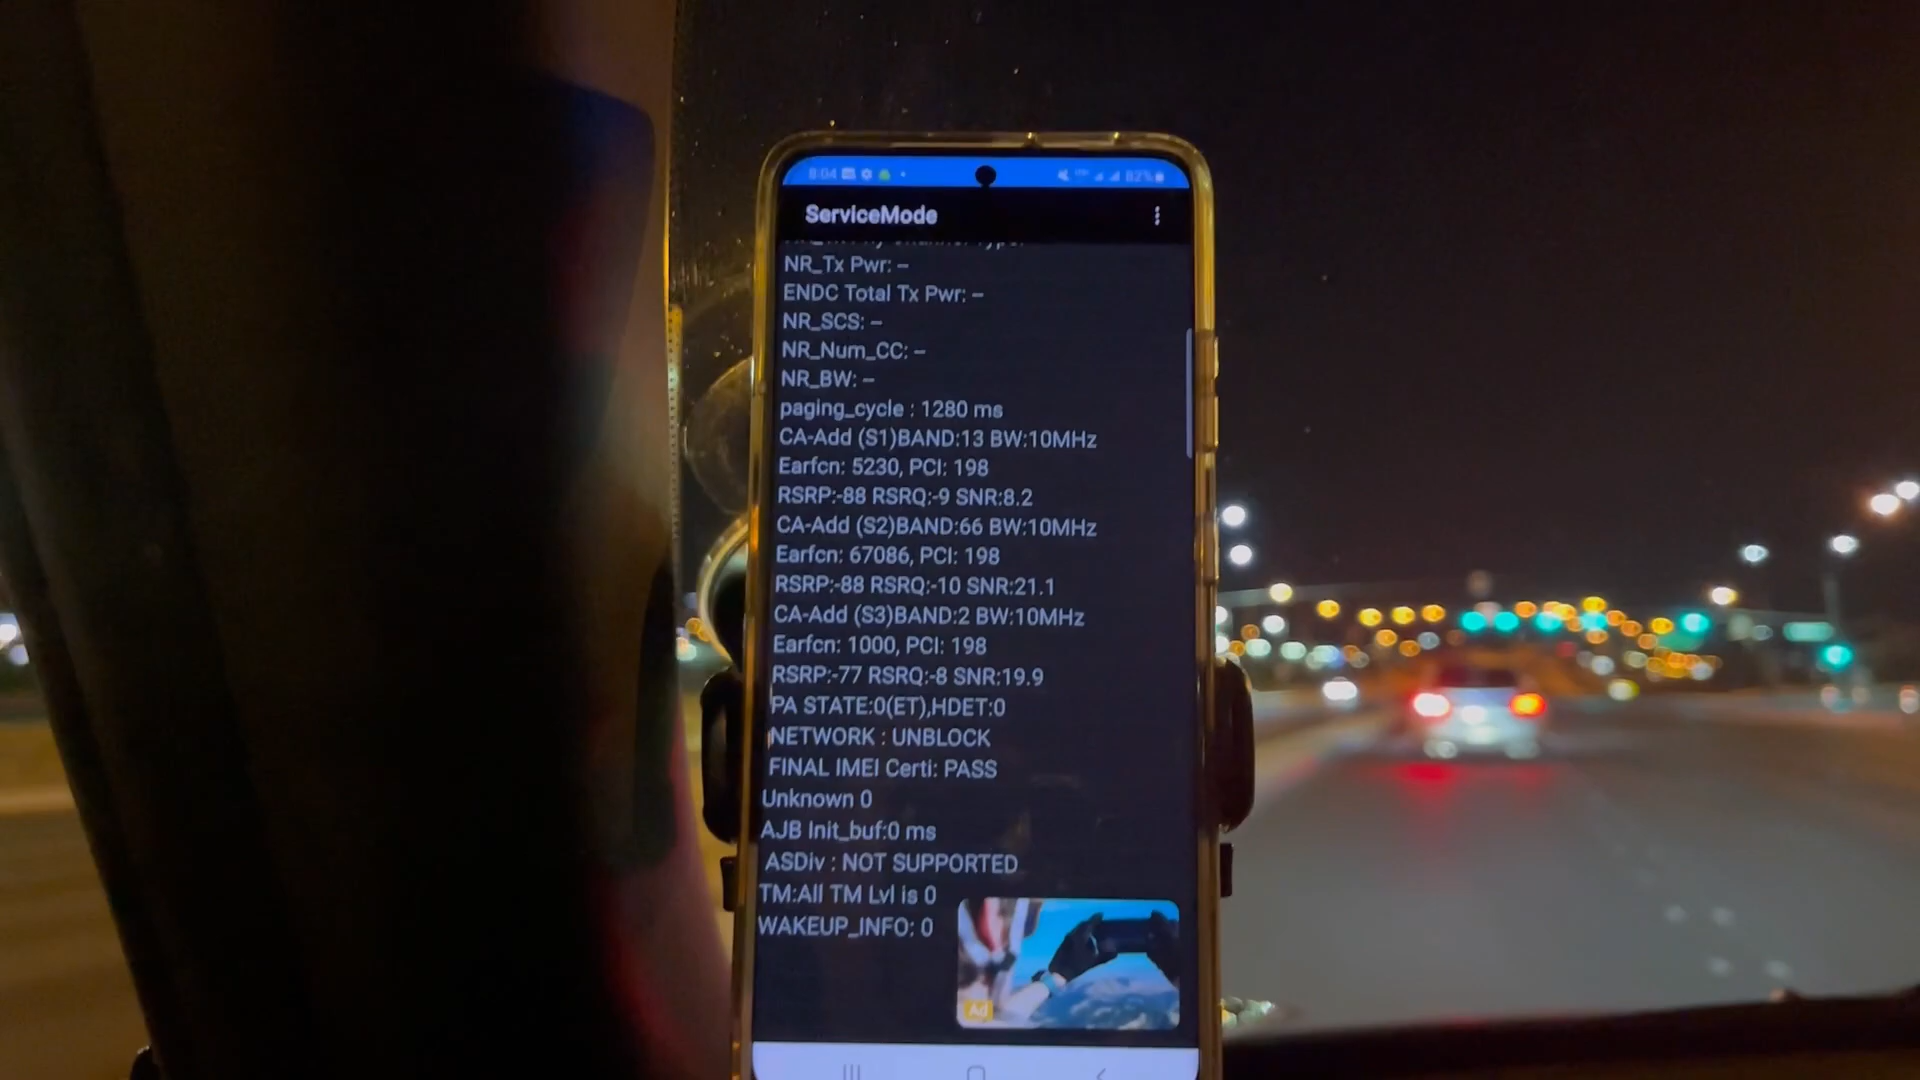 8:04 82%
ServiceMode
NR_Tx Pwr: –
ENDC Total Tx Pwr: –
NR_SCS: –
NR_Num_CC: –
NR_BW: –
paging_cycle : 1280 ms
CA-Add (S1)BAND:13 BW:10MHz
Earfcn: 5230, PCI: 198
RSRP:-88 RSRQ:-9 SNR:8.2
CA-Add (S2)BAND:66 BW:10MHz
Earfcn: 67086, PCI: 198
RSRP:-88 RSRQ:-10 SNR:21.1
CA-Add (S3)BAND:2 BW:10MHz
Earfcn: 1000, PCI: 198
RSRP:-77 RSRQ:-8 SNR:19.9
PA STATE:0(ET),HDET:0
NETWORK : UNBLOCK
FINAL IMEI Certi: PASS
Unknown 0
AJB Init_buf:0 ms
ASDiv : NOT SUPPORTED
TM:All TM Lvl is 0
WAKEUP_INFO: 0
Ad